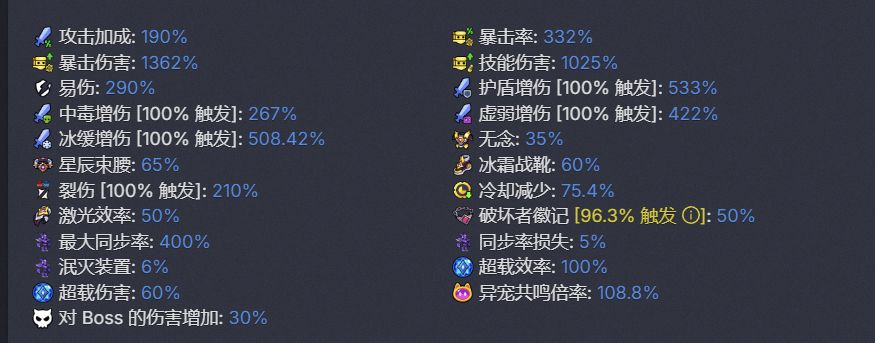 攻击加成: 190%
暴击率: 332%
暴击伤害: 1362%
技能伤害: 1025%
易伤: 290%
护盾增伤 [100% 触发]: 533%
中毒增伤 [100% 触发]: 267%
虚弱增伤 [100% 触发]: 422%
冰缓增伤 [100% 触发]: 508.42%
无念: 35%
星辰束腰: 65%
冰霜战靴: 60%
裂伤 [100% 触发]: 210%
冷却减少: 75.4%
激光效率: 50%
破坏者徽记 [96.3% 触发 ⓘ]: 50%
最大同步率: 400%
同步率损失: 5%
泯灭装置: 6%
超载效率: 100%
超载伤害: 60%
异宠共鸣倍率: 108.8%
对 Boss 的伤害增加: 30%